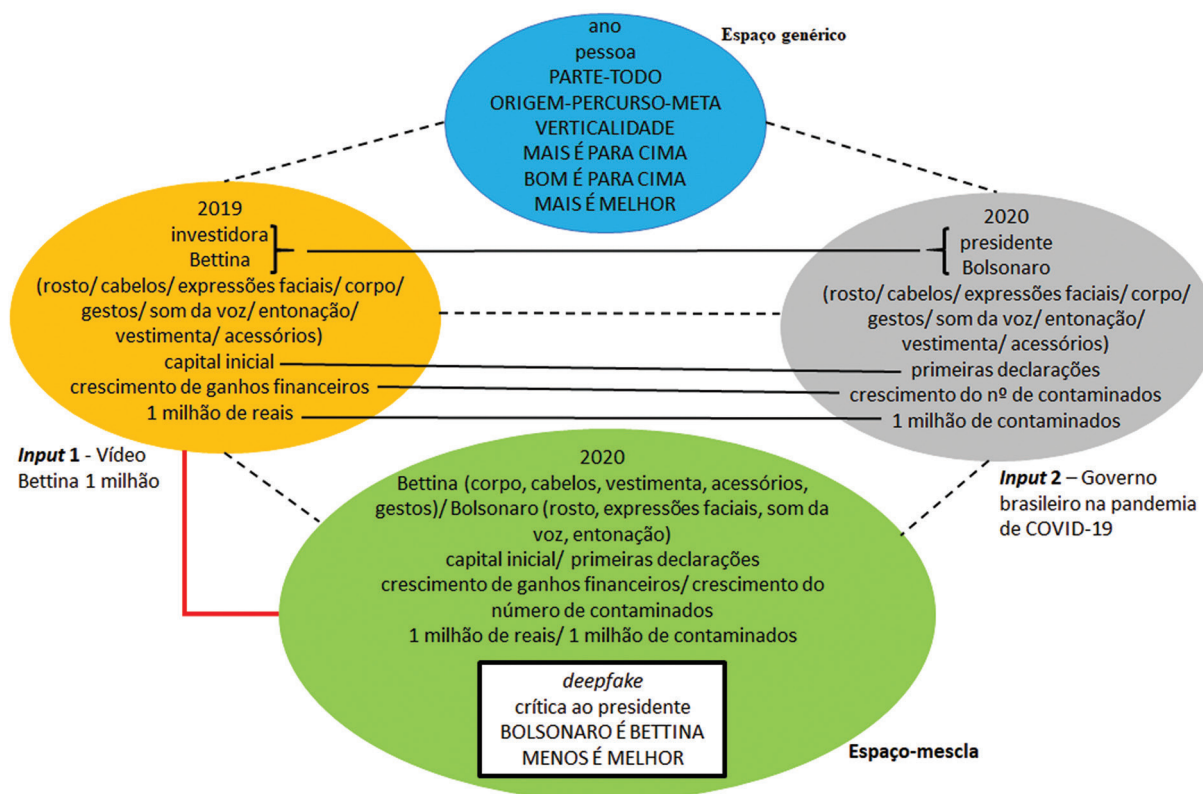 ano
pessoa
PARTE-TODO
ORIGEM-PERCURSO-META
VERTICALIDADE
MAIS É PARA CIMA
BOM É PARA CIMA
MAIS É MELHOR
Espaço genérico
2019
investidora
Bettina
(rosto/ cabelos/ expressões faciais/ corpo/
gestos/ som da voz/ entonação/
vestimenta/ acessórios)
capital inicial
crescimento de ganhos financeiros
1 milhão de reais
Input 1 - Vídeo
Bettina 1 milhão
2020
presidente
Bolsonaro
(rosto/ cabelos/ expressões faciais/ corpo/
gestos/ som da voz/ entonação/
vestimenta/ acessórios)
primeiras declarações
crescimento do nº de contaminados
1 milhão de contaminados
Input 2 – Governo
brasileiro na pandemia
de COVID-19
2020
Bettina (corpo, cabelos, vestimenta, acessórios,
gestos)/ Bolsonaro (rosto, expressões faciais, som da
voz, entonação)
capital inicial/ primeiras declarações
crescimento de ganhos financeiros/ crescimento do
número de contaminados
1 milhão de reais/ 1 milhão de contaminados
deepfake
crítica ao presidente
BOLSONARO É BETTINA
MENOS É MELHOR
Espaço-mescla